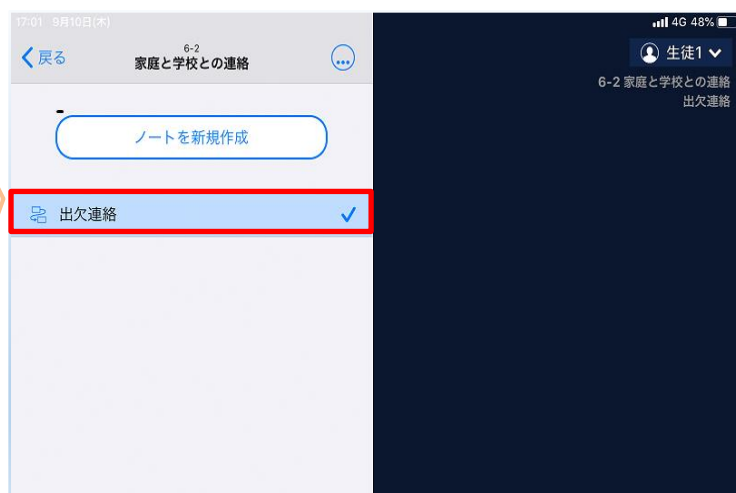 17:01 9月10日(木)
4G 48%
戻る
6-2
家庭と学校との連絡
生徒1
6-2 家庭と学校との連絡
出欠連絡
ノートを新規作成
出欠連絡